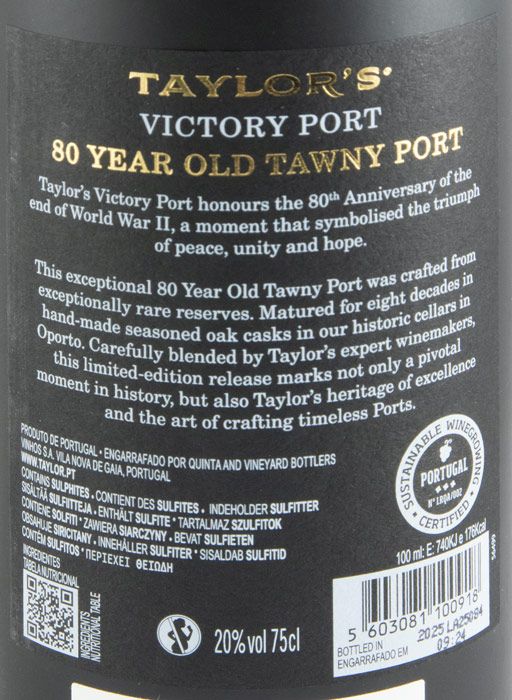 TAYLOR'S®
VICTORY PORT
80 YEAR OLD TAWNY PORT
Taylor's Victory Port honours the 80th Anniversary of the
end of World War II, a moment that symbolised the triumph
of peace, unity and hope.
This exceptional 80 Year Old Tawny Port was crafted from
exceptionally rare reserves. Matured for eight decades in
hand-made seasoned oak casks in our historic cellars in
Oporto. Carefully blended by Taylor's expert winemakers,
this limited-edition release marks not only a pivotal
moment in history, but also Taylor's heritage of excellence
and the art of crafting timeless Ports.
PRODUTO DE PORTUGAL • ENGARRAFADO POR QUINTA AND VINEYARD BOTTLERS
VINHOS S.A. VILA NOVA DE GAIA, PORTUGAL
WWW.TAYLOR.PT
CONTAINS SULPHITES • CONTIENT DES SULFITES • INDEHOLDER SULFITTER
SISÄLTÄÄ SULFIITTEJA • ENTHÄLT SULFITE • TARTALMAZ SZULFITOK
CONTIENE SOLFITI • ZAWIERA SIARCZYNY • BEVAT SULFIETEN
OBSAHUJE SIRICITANY • INNEHÅLLER SULFITER • SISALDAB SULFITID
CONTÉM SULFITOS • ΠΕΡΙΕΧΕΙ ΘΕΙΩΔΗ
SUSTAINABLE WINEGROWING
PORTUGAL
Nº LRQA/002
• CERTIFIED •
100 ml: E: 740KJ e 176Kcal
INGREDIENTES
TABELA NUTRICIONAL
INGREDIENTS
NUTRITIONAL TABLE
20% vol 75cl
5 603081 100918
BOTTLED IN
ENGARRAFADO EM
2025 LA25084
09:24